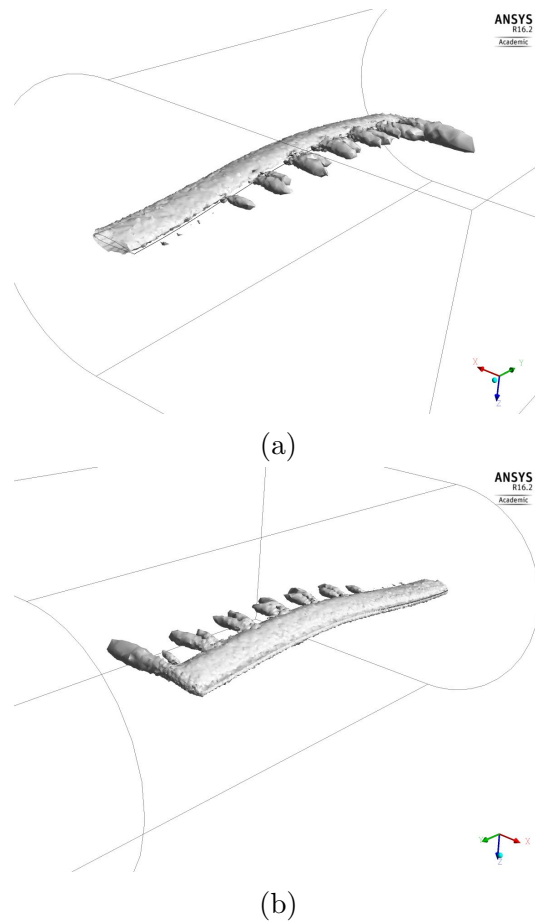 ANSYS
R16.2
Academic
X
Y
Z
(a)
ANSYS
R16.2
Academic
Y
X
Z
(b)